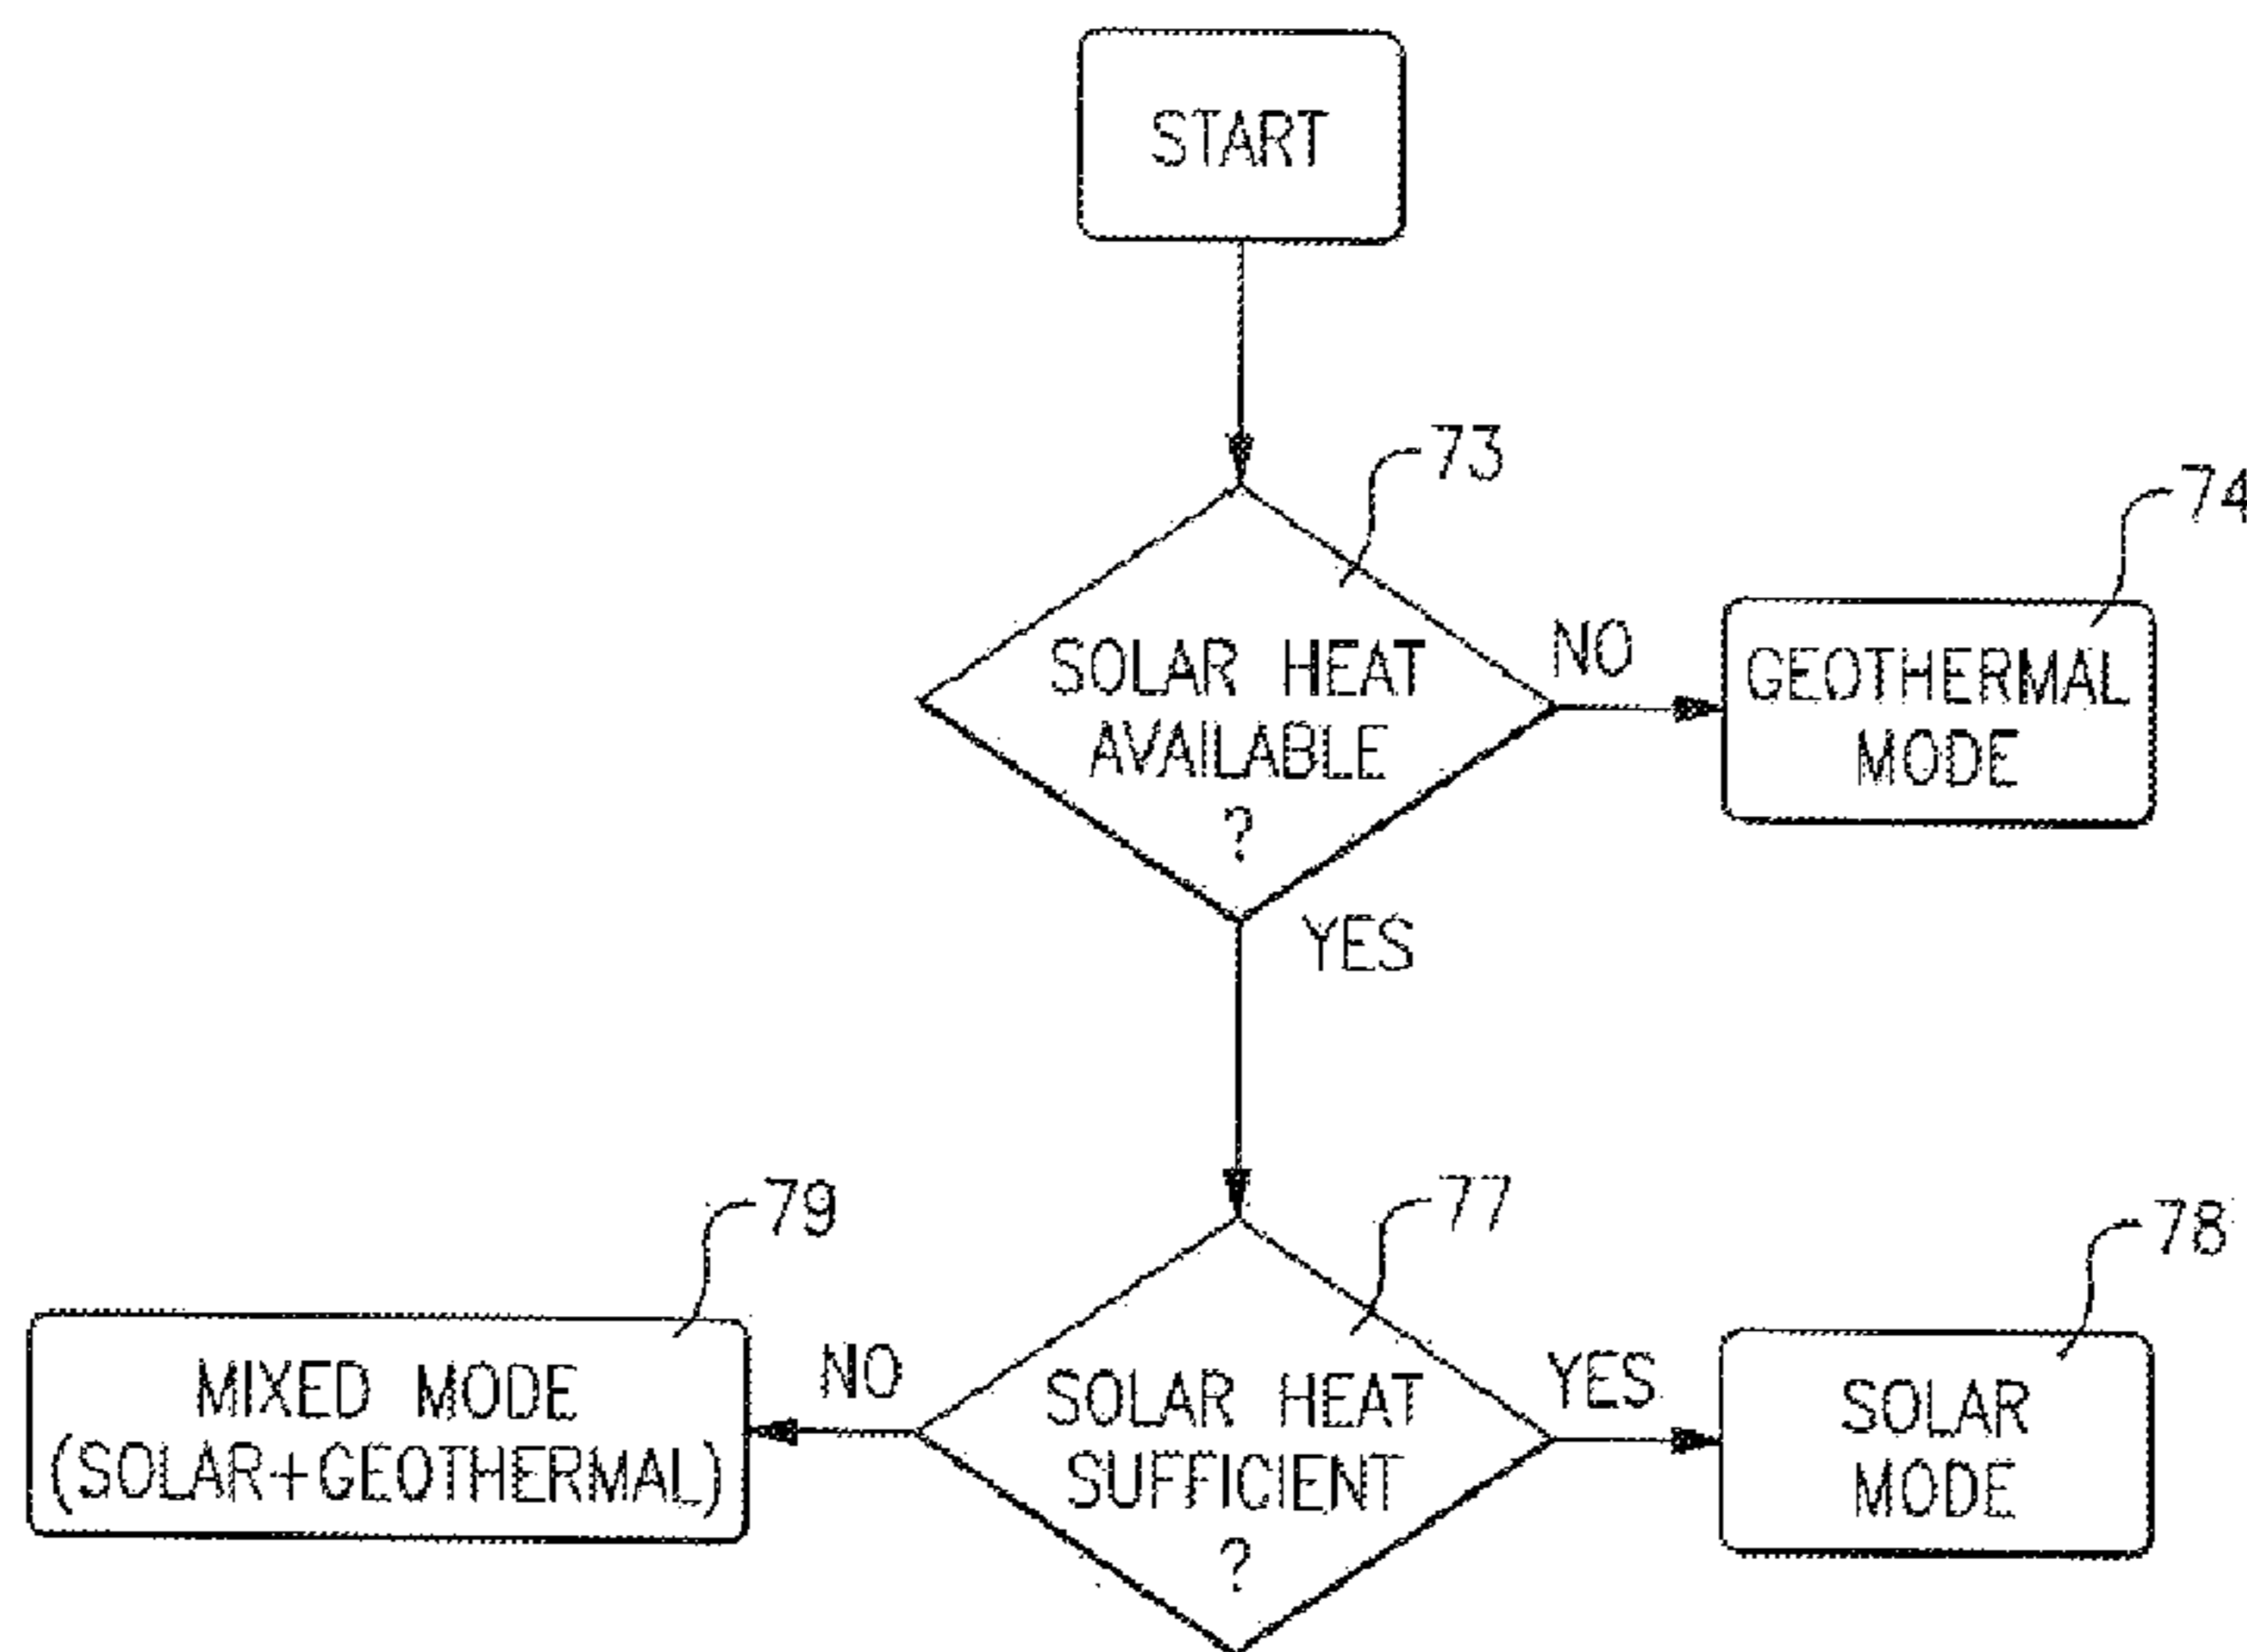 START
73
74
SOLAR HEAT
AVAILABLE
?
NO
GEOTHERMAL
MODE
YES
79
77
78
MIXED MODE
(SOLAR+GEOTHERMAL)
NO
SOLAR HEAT
SUFFICIENT
?
YES
SOLAR
MODE